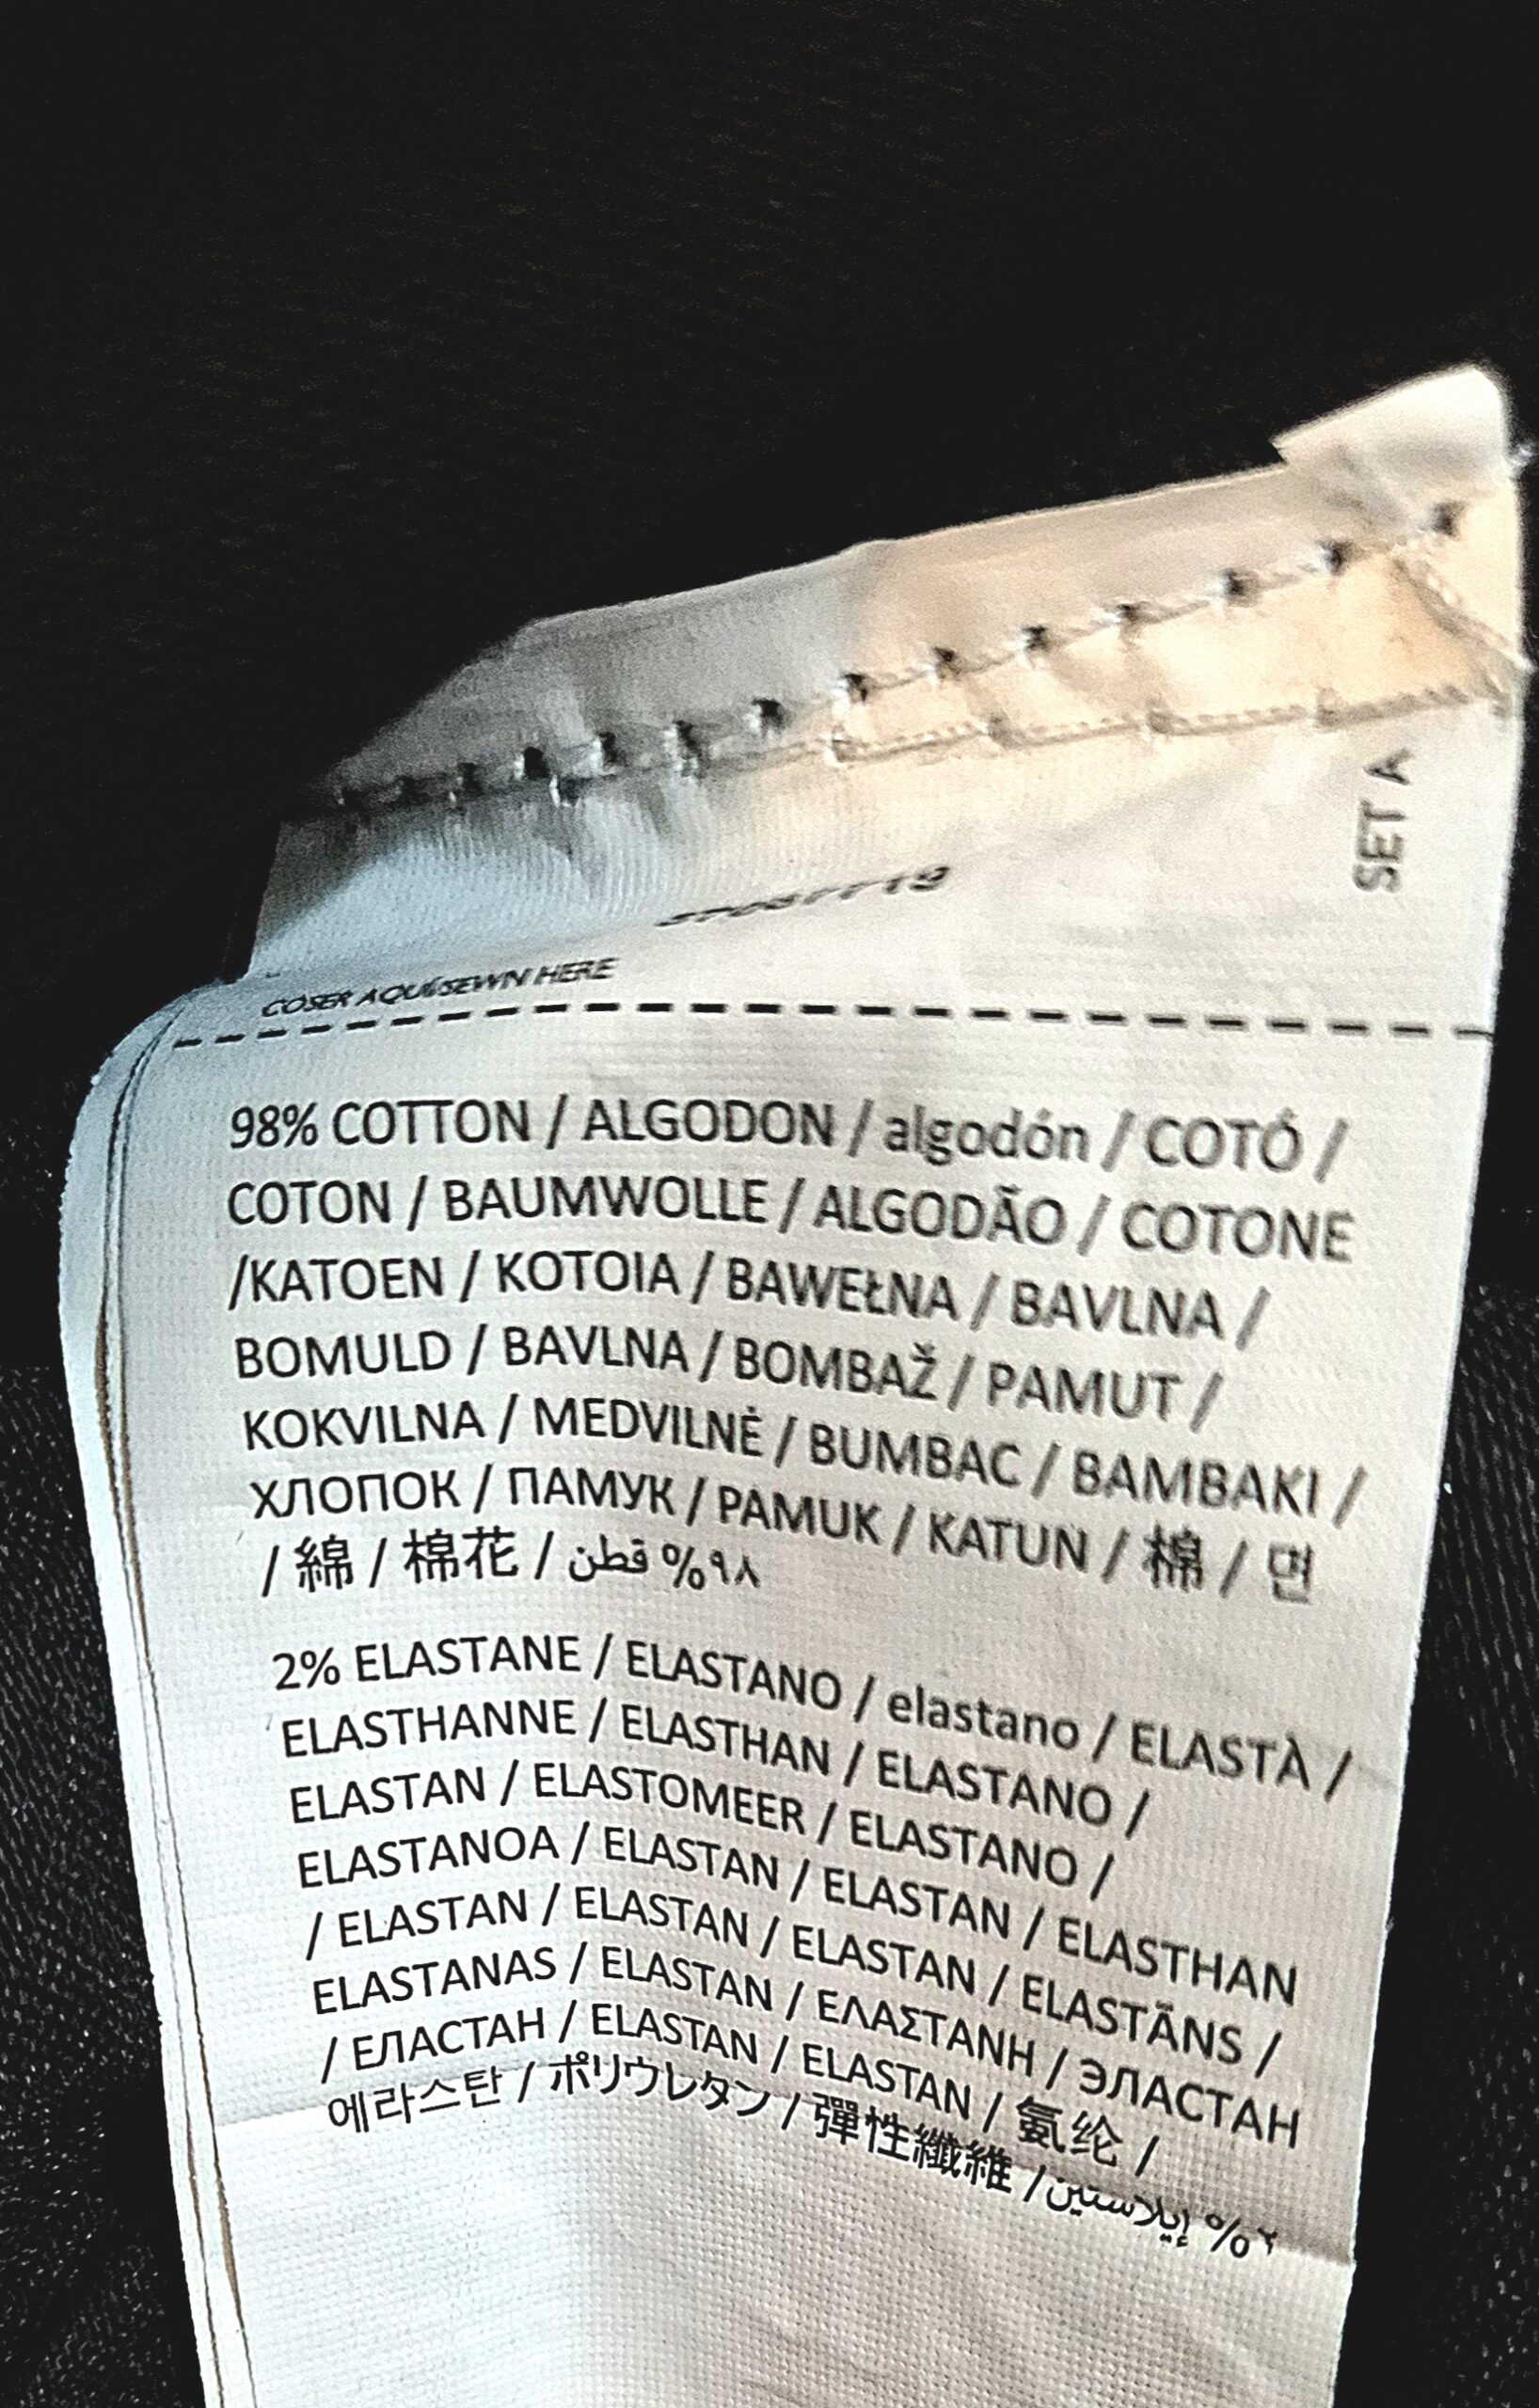 SET A
COSER AQUÍ/SEWN HERE
98% COTTON / ALGODON / algodón / COTÓ /
COTON / BAUMWOLLE / ALGODÃO / COTONE
/KATOEN / KOTOIA / BAWEŁNA / BAVLNA /
BOMULD / BAVLNA / BOMBAŽ / PAMUT /
KOKVILNA / MEDVILNĖ / BUMBAC / BAMBAKI /
ХЛОПОК / ПАМУК / PAMUK / KATUN / 棉 / 면
/ 綿 / 棉花 / ٩٨% قطن
2% ELASTANE / ELASTANO / elastano / ELASTÀ /
ELASTHANNE / ELASTHAN / ELASTANO /
ELASTAN / ELASTOMEER / ELASTANO /
ELASTANOA / ELASTAN / ELASTAN / ELASTHAN
/ ELASTAN / ELASTAN / ELASTAN / ELASTĀNS /
ELASTANAS / ELASTAN / ΕΛΑΣΤΑΝΗ / ЭЛАСТАН
/ ЕЛАСТАН / ELASTAN / ELASTAN / 氨纶 /
에라스탄 / ポリウレタン / 彈性纖維 / ٢% إيلاستين